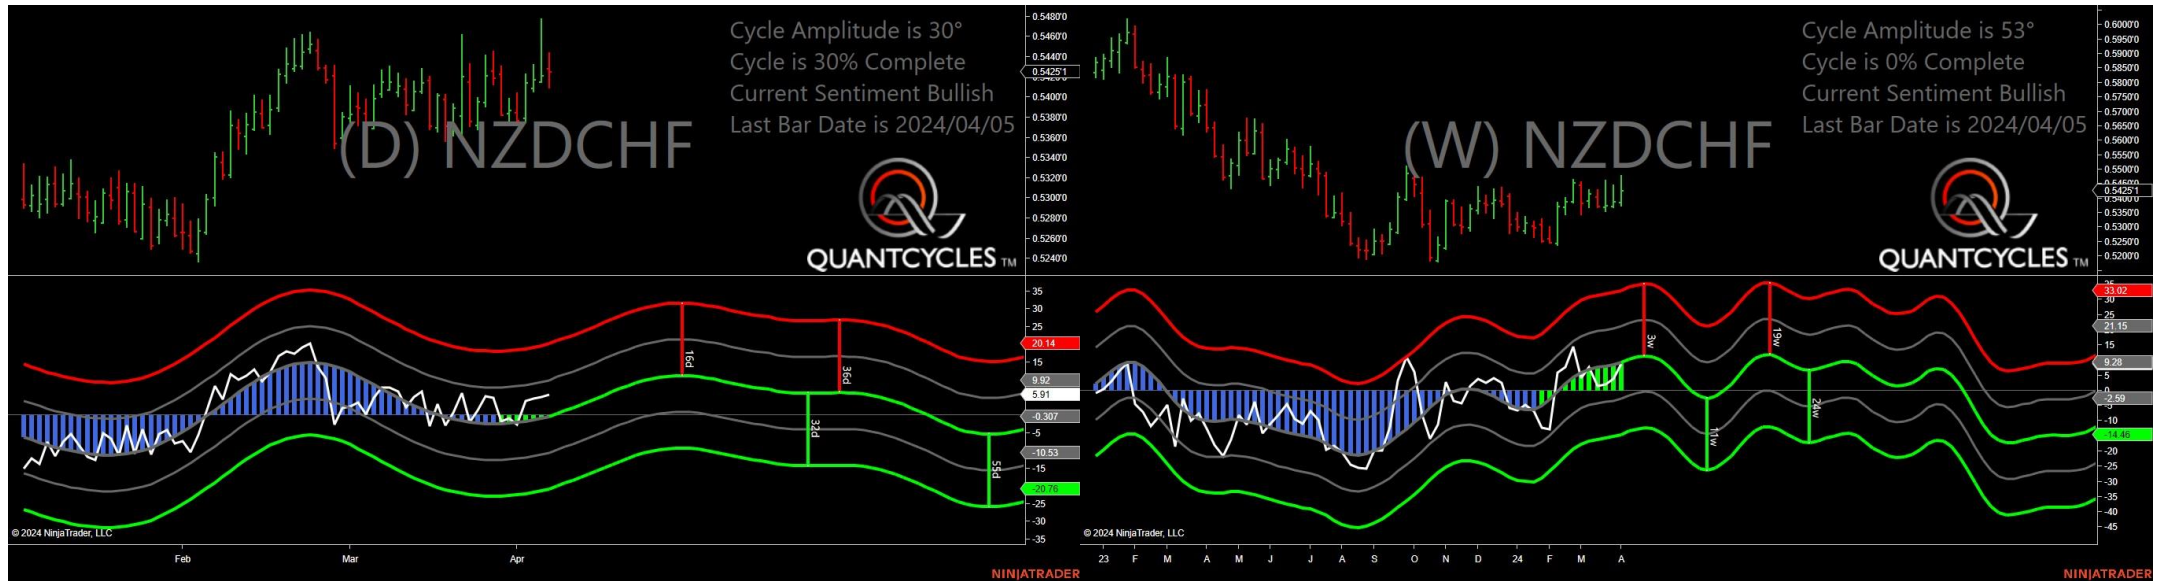 Cycle Amplitude is 30°
Cycle is 30% Complete
Current Sentiment Bullish
Last Bar Date is 2024/04/05
(D) NZDCHF
QUANTCYCLES TM
0.5480'0
0.5460'0
0.5440'0
0.5425'1
0.5400'0
0.5380'0
0.5360'0
0.5340'0
0.5320'0
0.5300'0
0.5280'0
0.5260'0
0.5240'0
16d
36d
32d
55d
35
30
25
20.14
15
9.92
5.91
-0.307
-5
-10.53
-15
-20.76
-25
-30
-35
© 2024 NinjaTrader, LLC
Feb Mar Apr
NINJATRADER
Cycle Amplitude is 53°
Cycle is 0% Complete
Current Sentiment Bullish
Last Bar Date is 2024/04/05
(W) NZDCHF
QUANTCYCLES TM
0.6000'0
0.5950'0
0.5900'0
0.5850'0
0.5800'0
0.5750'0
0.5700'0
0.5650'0
0.5600'0
0.5550'0
0.5500'0
0.5425'1
0.5400'0
0.5350'0
0.5300'0
0.5250'0
0.5200'0
3w
19w
11w
24w
33.02
30
25
21.15
15
9.28
5
0
-2.59
-5
-10
-14.46
-20
-25
-30
-35
-40
-45
© 2024 NinjaTrader, LLC
23 F M A M J J A S O N D 24 F M A
NINJATRADER